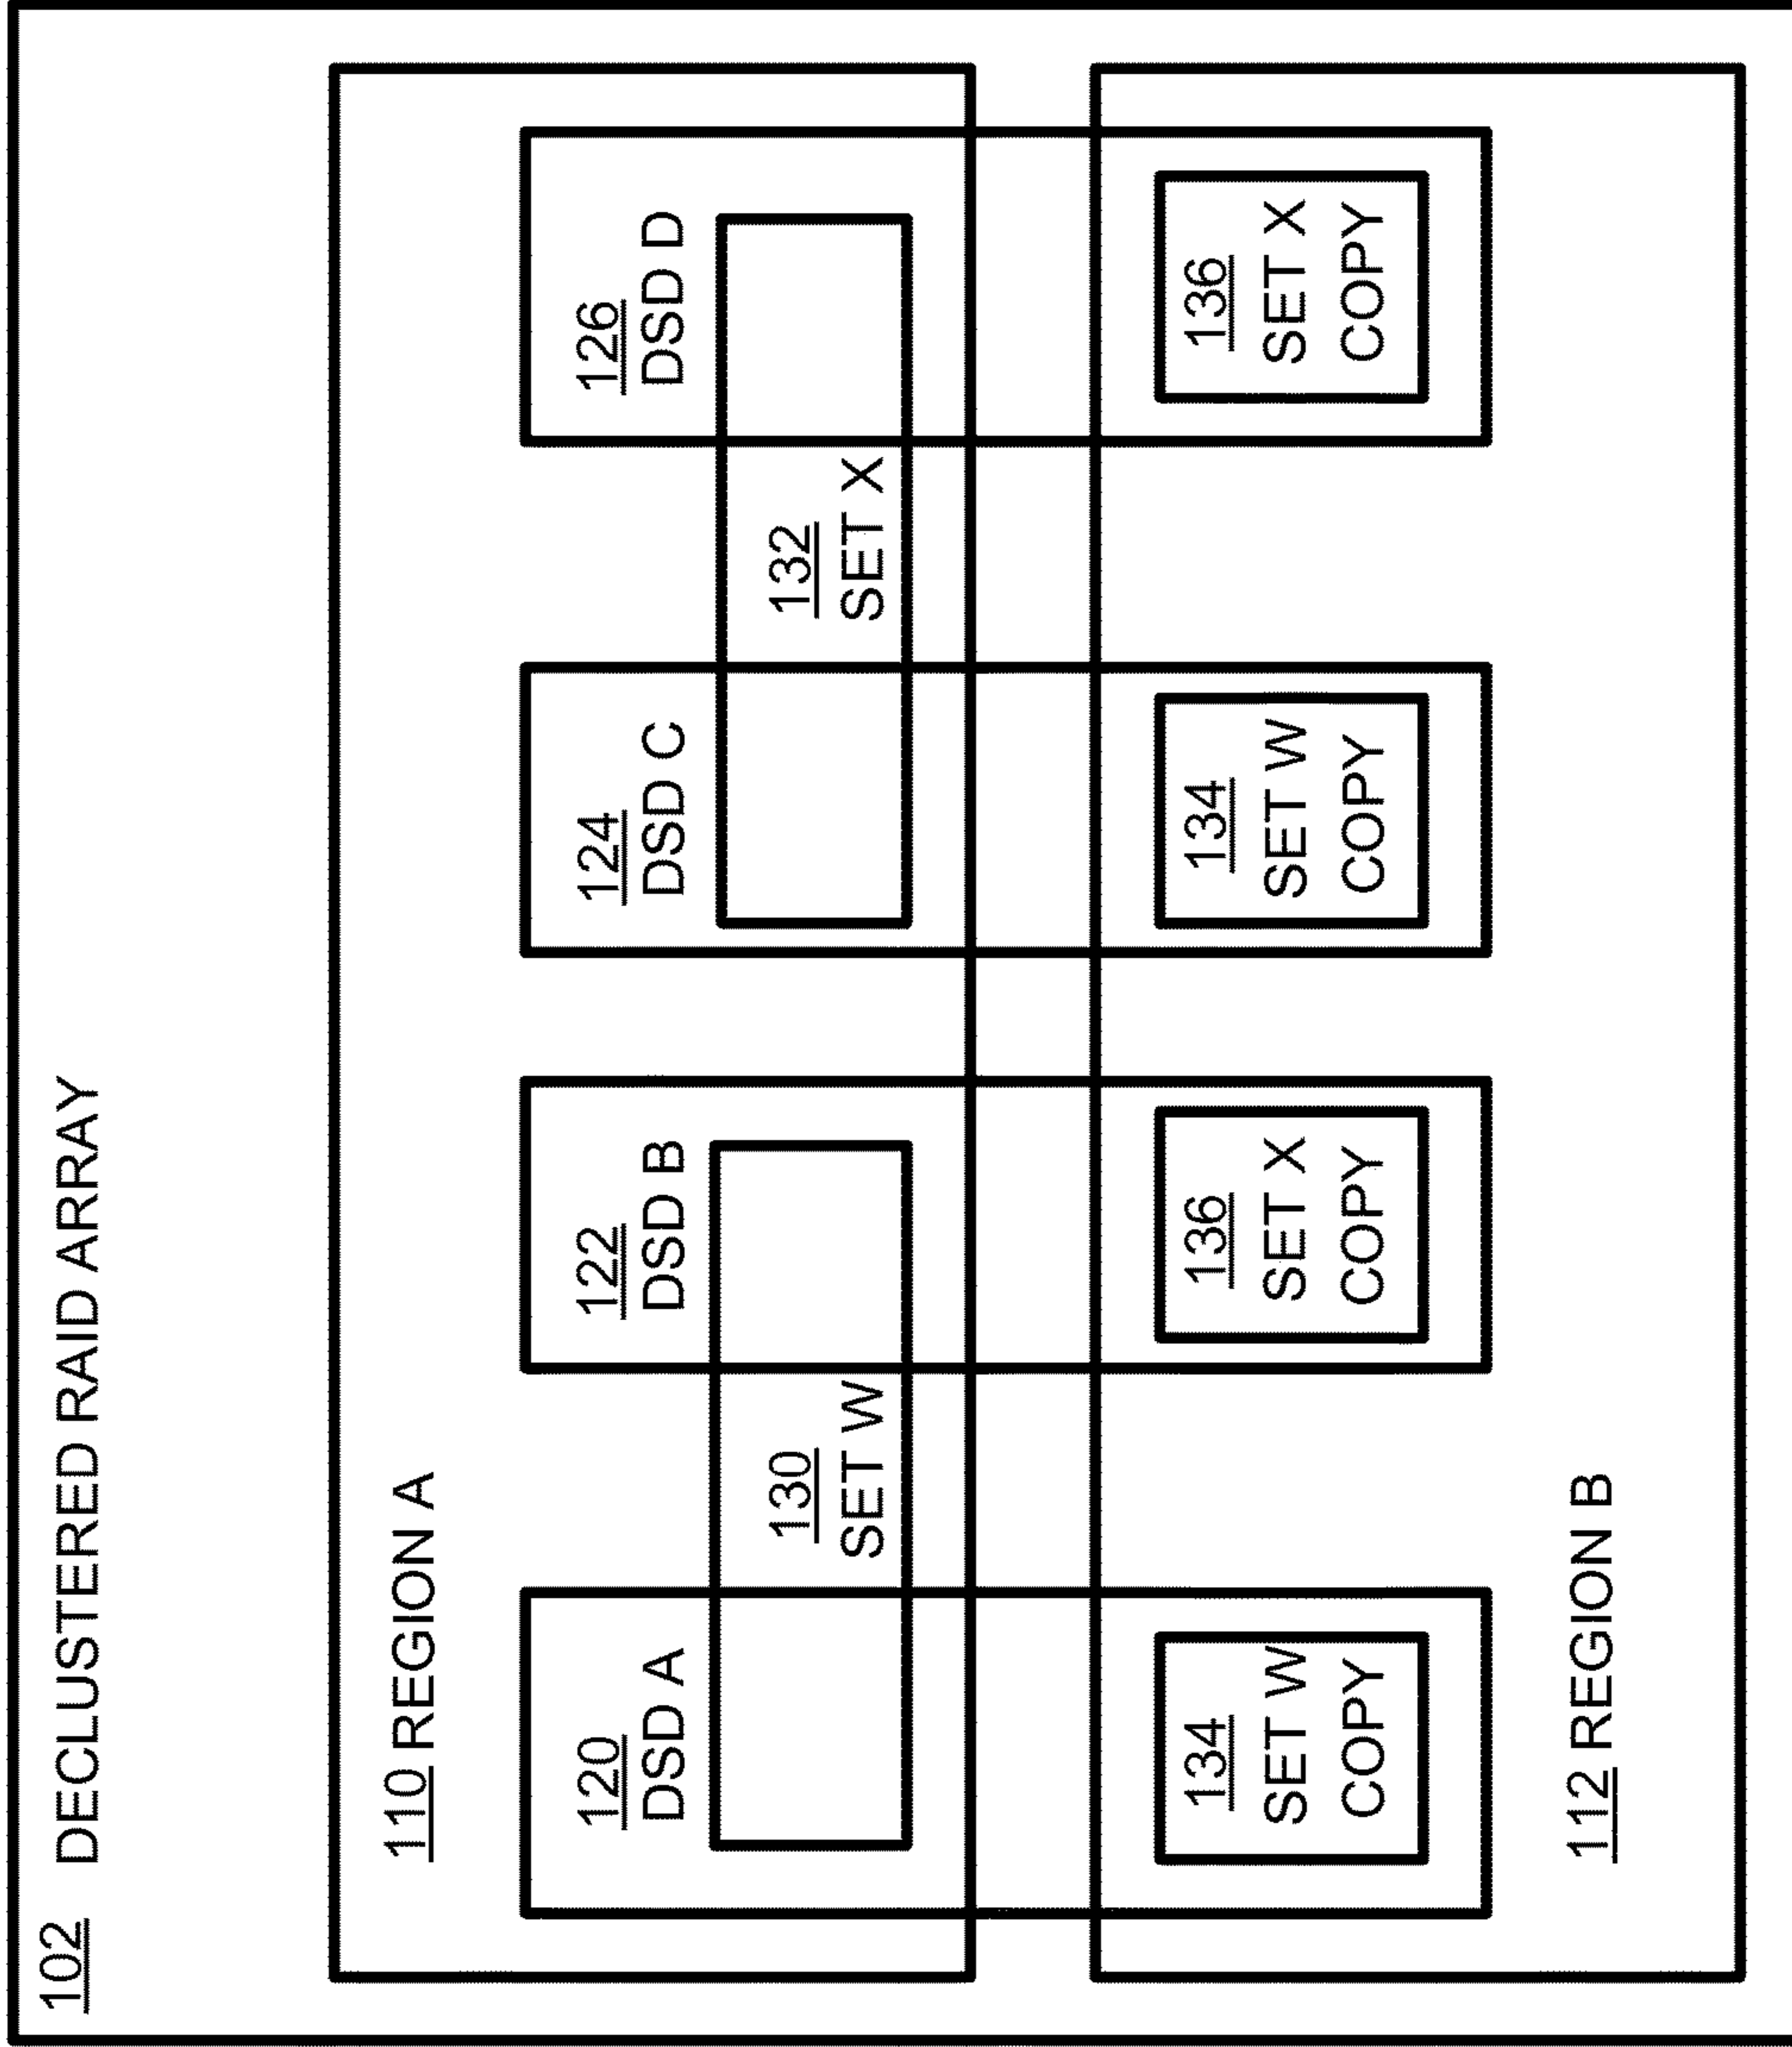 102 DECLUSTERED RAID ARRAY
110 REGION A
120
DSD A
122
DSD B
124
DSD C
126
DSD D
130
SET W
132
SET X
134
SET W
COPY
136
SET X
COPY
134
SET W
COPY
136
SET X
COPY
112 REGION B